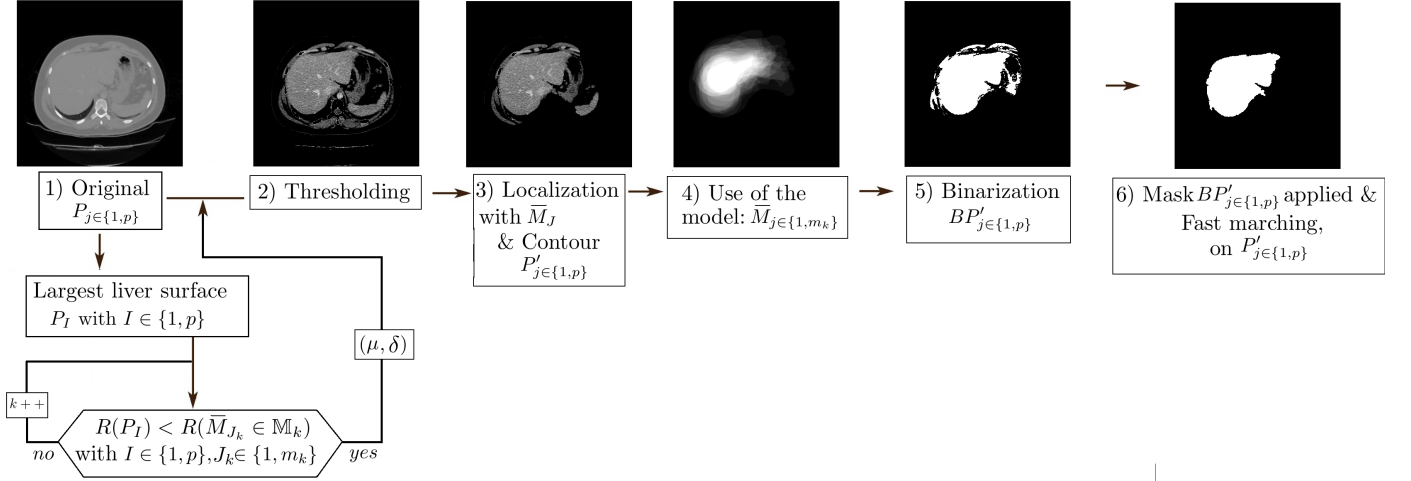 1) Original
P_{j∈{1,p}}
2) Thresholding
3) Localization
with M̅_J
& Contour
P′_{j∈{1,p}}
4) Use of the
model: M̅_{j∈{1,m_k}}
5) Binarization
BP′_{j∈{1,p}}
6) Mask BP′_{j∈{1,p}} applied &
Fast marching,
on P′_{j∈{1,p}}
Largest liver surface
P_I with I ∈ {1, p}
(μ, δ)
k++
R(P_I) < R(M̅_{J_k} ∈ 𝕄_k)
with I ∈ {1, p}, J_k ∈ {1, m_k}
no
yes